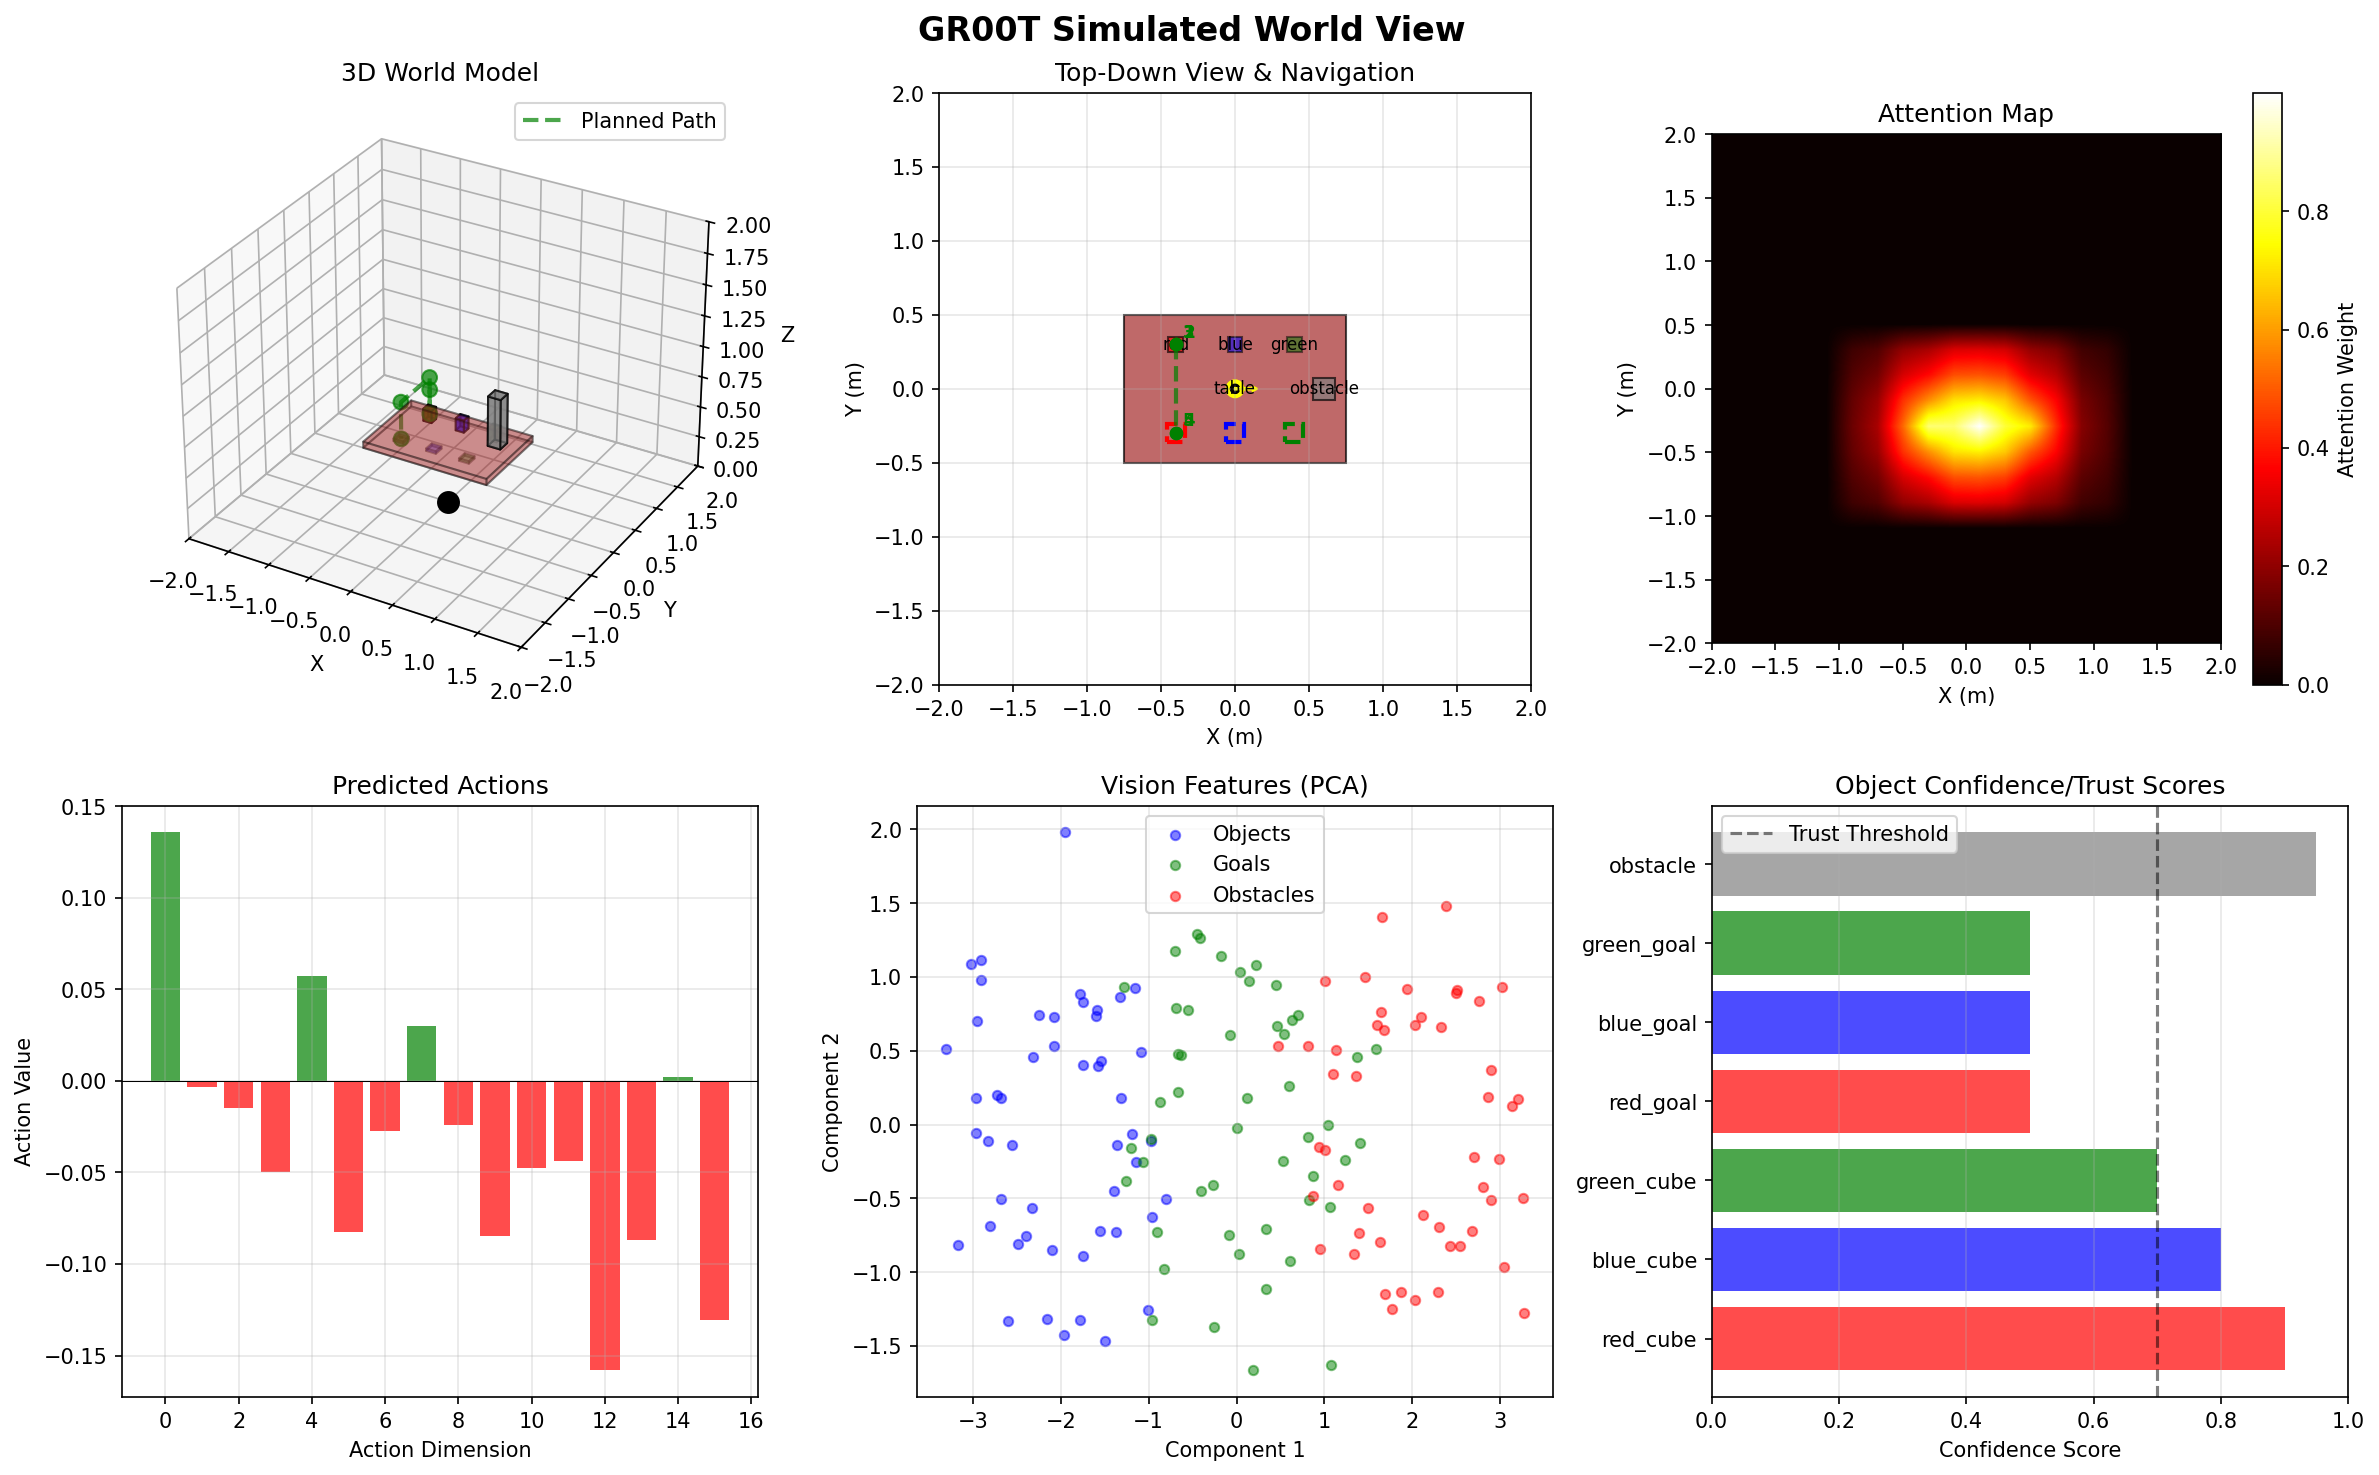 GR00T Simulated World View
3D World Model
Planned Path
2.00
1.75
1.50
1.25
1.00
0.75
0.50
0.25
0.00
Z
2.0
1.5
1.0
0.5
0.0
−0.5
−1.0
−1.5
−2.0
Y
−2.0
−1.5
−1.0
−0.5
0.0
0.5
1.0
1.5
2.0
X
Top-Down View & Navigation
2.0
1.5
1.0
0.5
0.0
−0.5
−1.0
−1.5
−2.0
Y (m)
red blue green
table obstacle
−2.0 −1.5 −1.0 −0.5 0.0 0.5 1.0 1.5 2.0
X (m)
Attention Map
2.0
1.5
1.0
0.5
0.0
−0.5
−1.0
−1.5
−2.0
Y (m)
−2.0 −1.5 −1.0 −0.5 0.0 0.5 1.0 1.5 2.0
X (m)
0.8
0.6
0.4
0.2
0.0
Attention Weight
Predicted Actions
0.15
0.10
0.05
0.00
−0.05
−0.10
−0.15
Action Value
0 2 4 6 8 10 12 14 16
Action Dimension
Vision Features (PCA)
Objects
Goals
Obstacles
2.0
1.5
1.0
0.5
0.0
−0.5
−1.0
−1.5
Component 2
−3 −2 −1 0 1 2 3
Component 1
Object Confidence/Trust Scores
Trust Threshold
obstacle
green_goal
blue_goal
red_goal
green_cube
blue_cube
red_cube
0.0 0.2 0.4 0.6 0.8 1.0
Confidence Score